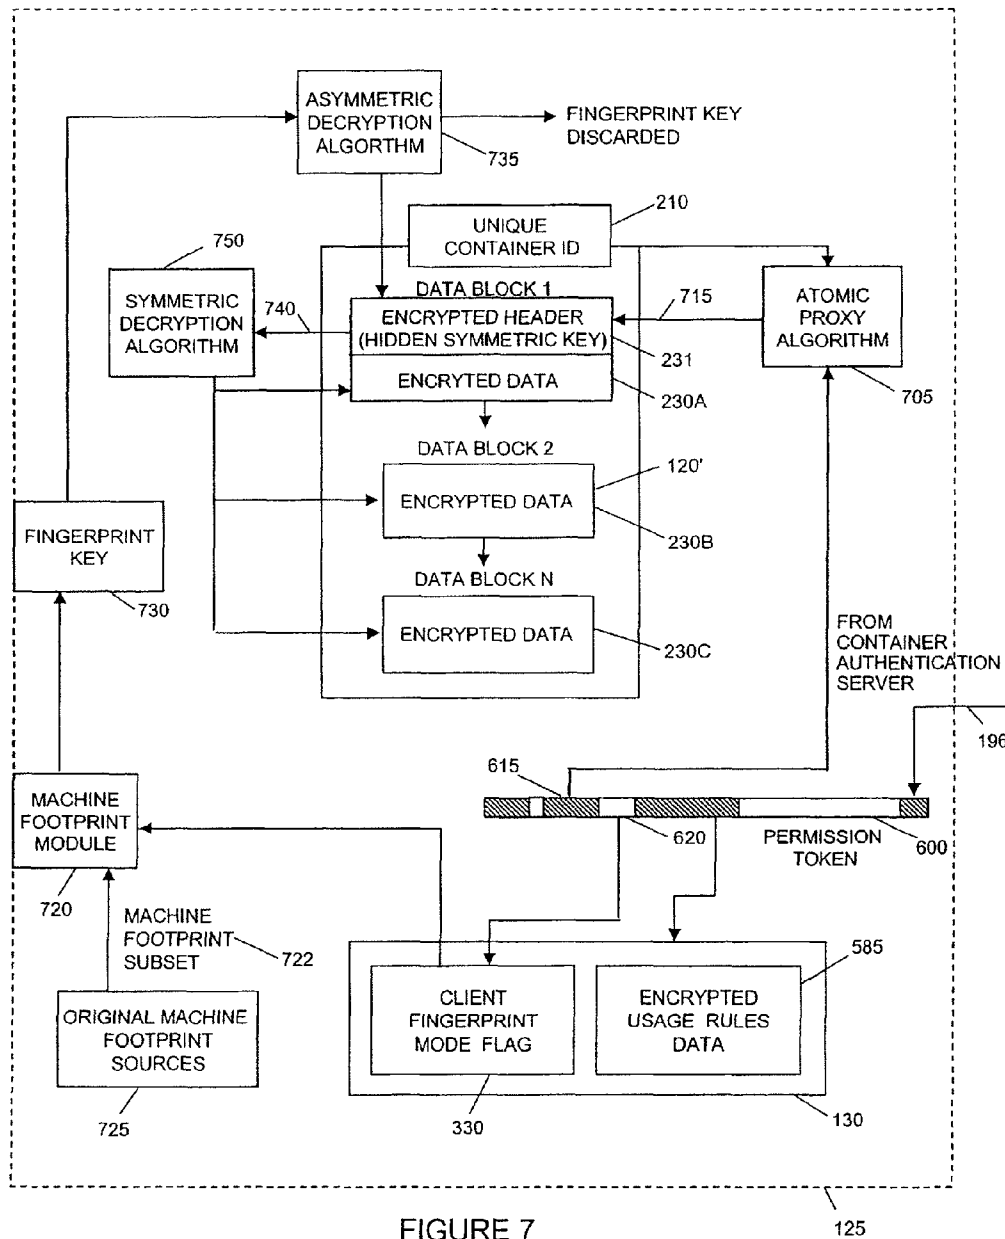 ASYMMETRIC
DECRYPTION
ALGORTHM
735
FINGERPRINT KEY
DISCARDED
210
UNIQUE
CONTAINER ID
750
SYMMETRIC
DECRYPTION
ALGORITHM
740
DATA BLOCK 1
ENCRYPTED HEADER
(HIDDEN SYMMETRIC KEY)
715
231
ATOMIC
PROXY
ALGORITHM
705
ENCRYTED DATA
230A
DATA BLOCK 2
120'
ENCRYPTED DATA
230B
FINGERPRINT
KEY
730
DATA BLOCK N
ENCRYPTED DATA
230C
FROM
CONTAINER
AUTHENTICATION
SERVER
196
615
620
PERMISSION
TOKEN
600
MACHINE
FOOTPRINT
MODULE
720
MACHINE
FOOTPRINT
SUBSET
722
ORIGINAL MACHINE
FOOTPRINT
SOURCES
725
CLIENT
FINGERPRINT
MODE FLAG
330
585
ENCRYPTED
USAGE RULES
DATA
130
125
FIGURE 7